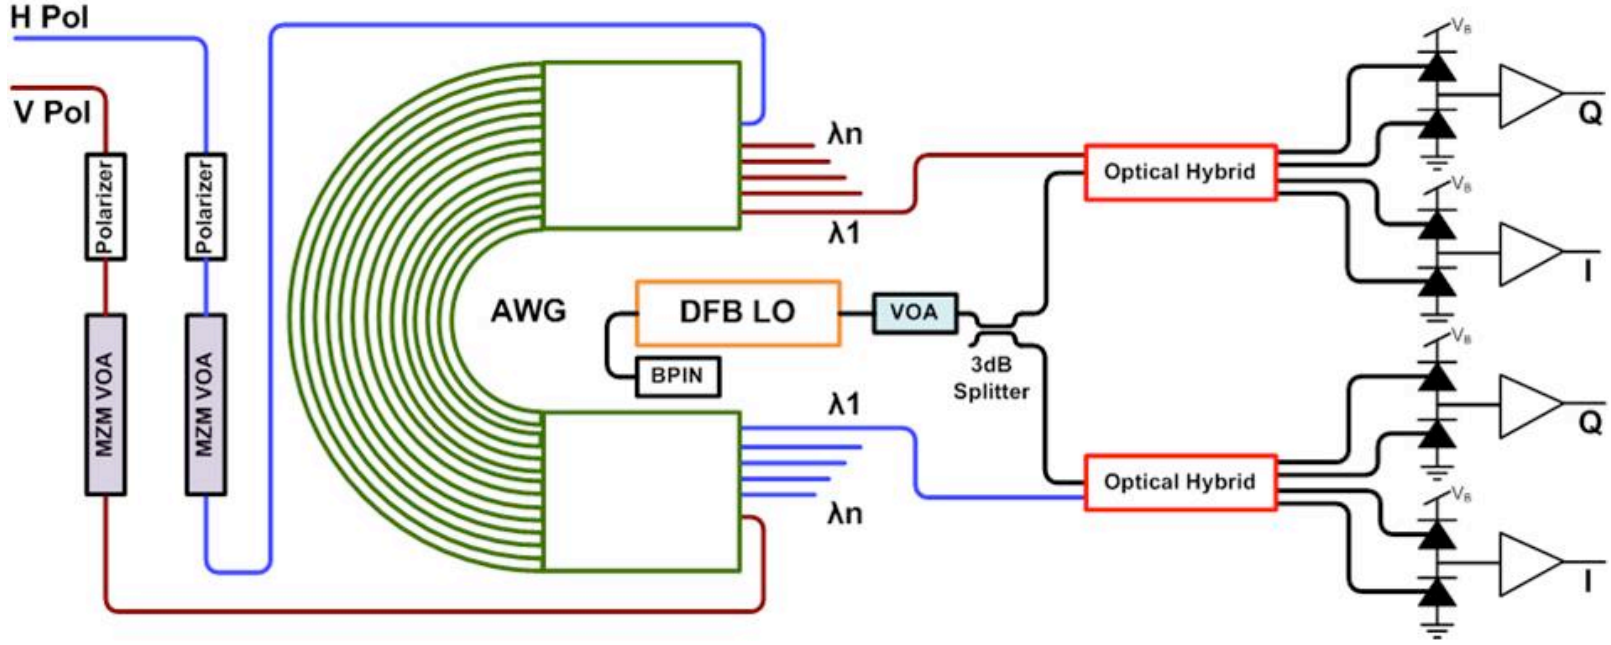 H Pol
V Pol
Polarizer
Polarizer
MZM VOA
MZM VOA
AWG
λn
λ1
DFB LO
BPIN
VOA
3dB
Splitter
λ1
λn
Optical Hybrid
Optical Hybrid
VB
Q
VB
I
VB
Q
VB
I